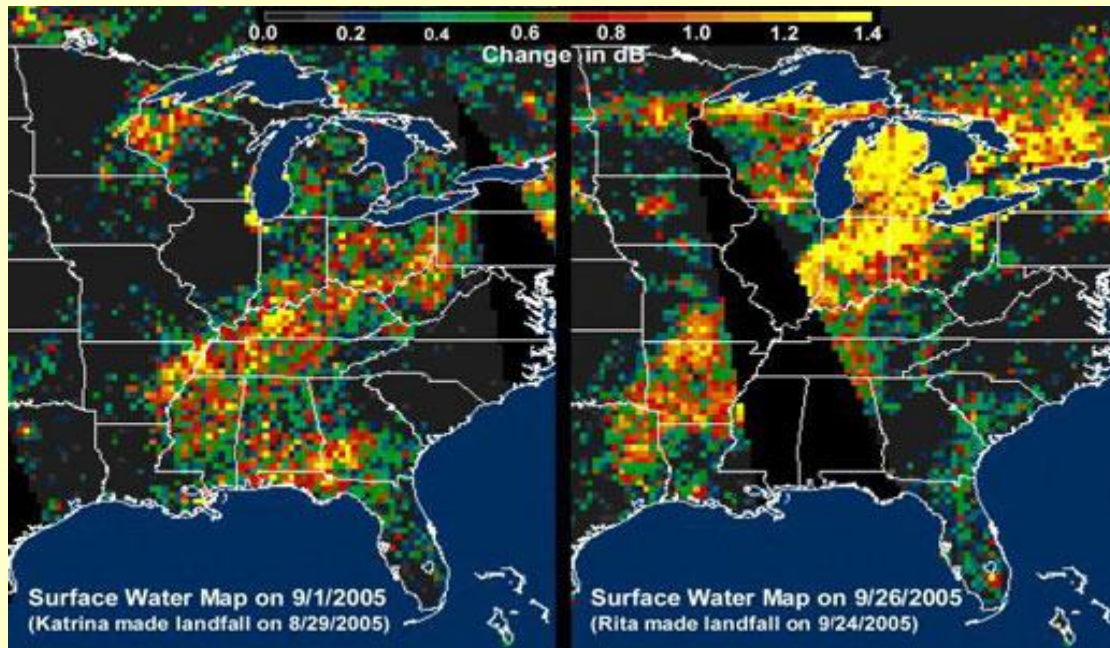 0.0 0.2 0.4 0.6 0.8 1.0 1.2 1.4
Change in dB
Surface Water Map on 9/1/2005
(Katrina made landfall on 8/29/2005)
Surface Water Map on 9/26/2005
(Rita made landfall on 9/24/2005)